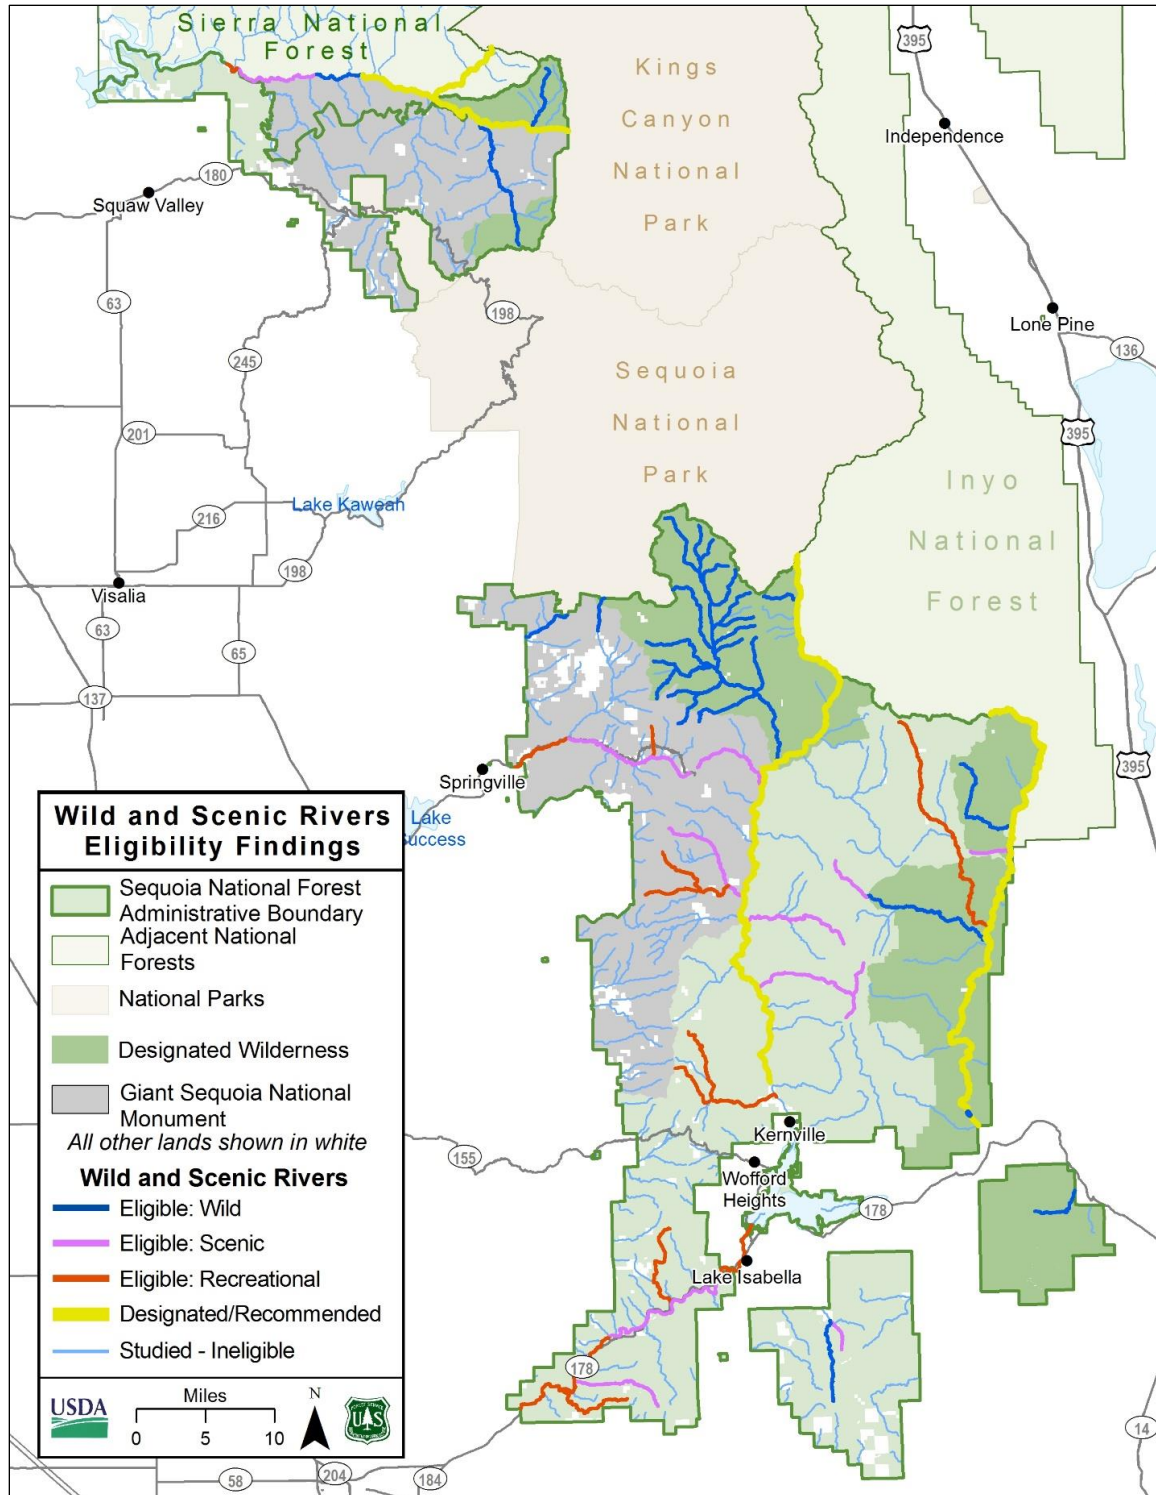 Sierra National
Forest
Kings
Canyon
National
Park
395
Independence
180
Squaw Valley
63
198
Lone Pine
136
245
Sequoia
National
Park
201
395
Inyo
National
Forest
Lake Kaweah
216
198
Visalia
63
65
137
Springville
395
Lake
Success
Wild and Scenic Rivers
Eligibility Findings
Sequoia National Forest
Administrative Boundary
Adjacent National
Forests
National Parks
Designated Wilderness
Giant Sequoia National
Monument
All other lands shown in white
Wild and Scenic Rivers
Eligible: Wild
Eligible: Scenic
Eligible: Recreational
Designated/Recommended
Studied - Ineligible
USDA
Miles
0 5 10
N
FOREST SERVICE
U S
Kernville
155
Wofford
Heights
178
Lake Isabella
178
14
58
204
184